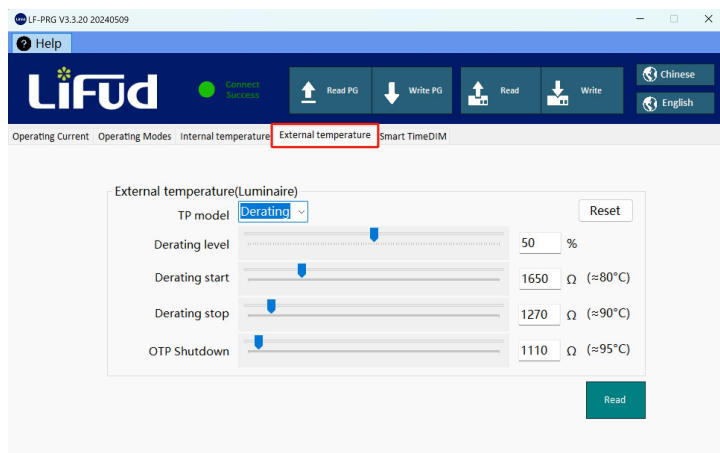 LF-PRG V3.3.20 20240509
? Help
Lifud
Connect Success
Read PG
Write PG
Read
Write
Chinese
English
Operating Current Operating Modes Internal temperature External temperature Smart TimeDIM
External temperature(Luminaire)
TP model Derating Reset
Derating level 50 %
Derating start 1650 Ω (≈80°C)
Derating stop 1270 Ω (≈90°C)
OTP Shutdown 1110 Ω (≈95°C)
Read